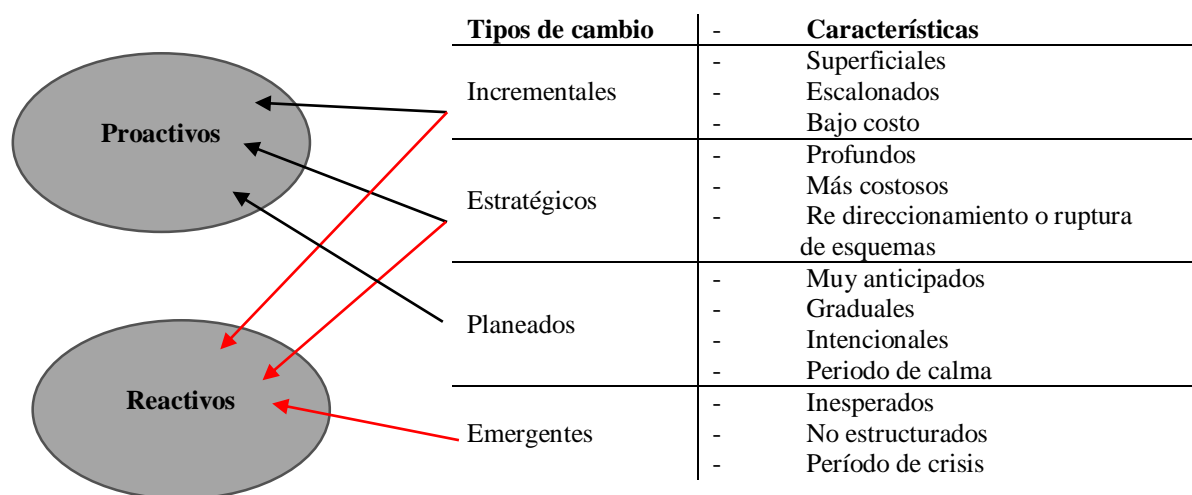 Tipos de cambio - Características
Proactivos
Incrementales
- Superficiales
- Escalonados
- Bajo costo
Estratégicos
- Profundos
- Más costosos
- Re direccionamiento o ruptura
de esquemas
Planeados
- Muy anticipados
- Graduales
- Intencionales
- Periodo de calma
Reactivos
Emergentes
- Inesperados
- No estructurados
- Período de crisis